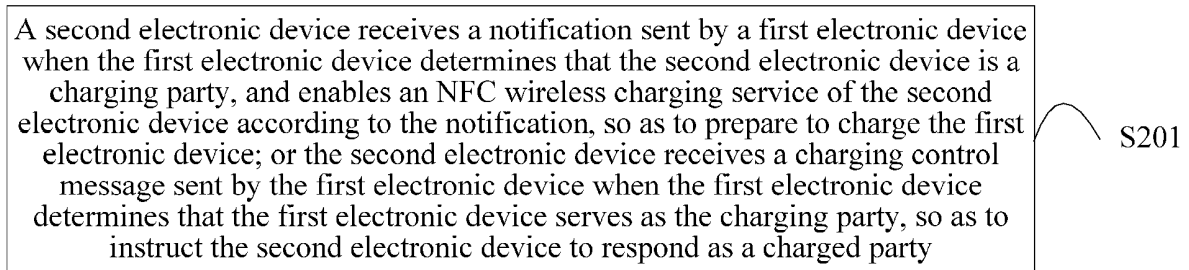 A second electronic device receives a notification sent by a first electronic device
when the first electronic device determines that the second electronic device is a
charging party, and enables an NFC wireless charging service of the second
electronic device according to the notification, so as to prepare to charge the first
electronic device; or the second electronic device receives a charging control
message sent by the first electronic device when the first electronic device
determines that the first electronic device serves as the charging party, so as to
instruct the second electronic device to respond as a charged party
S201